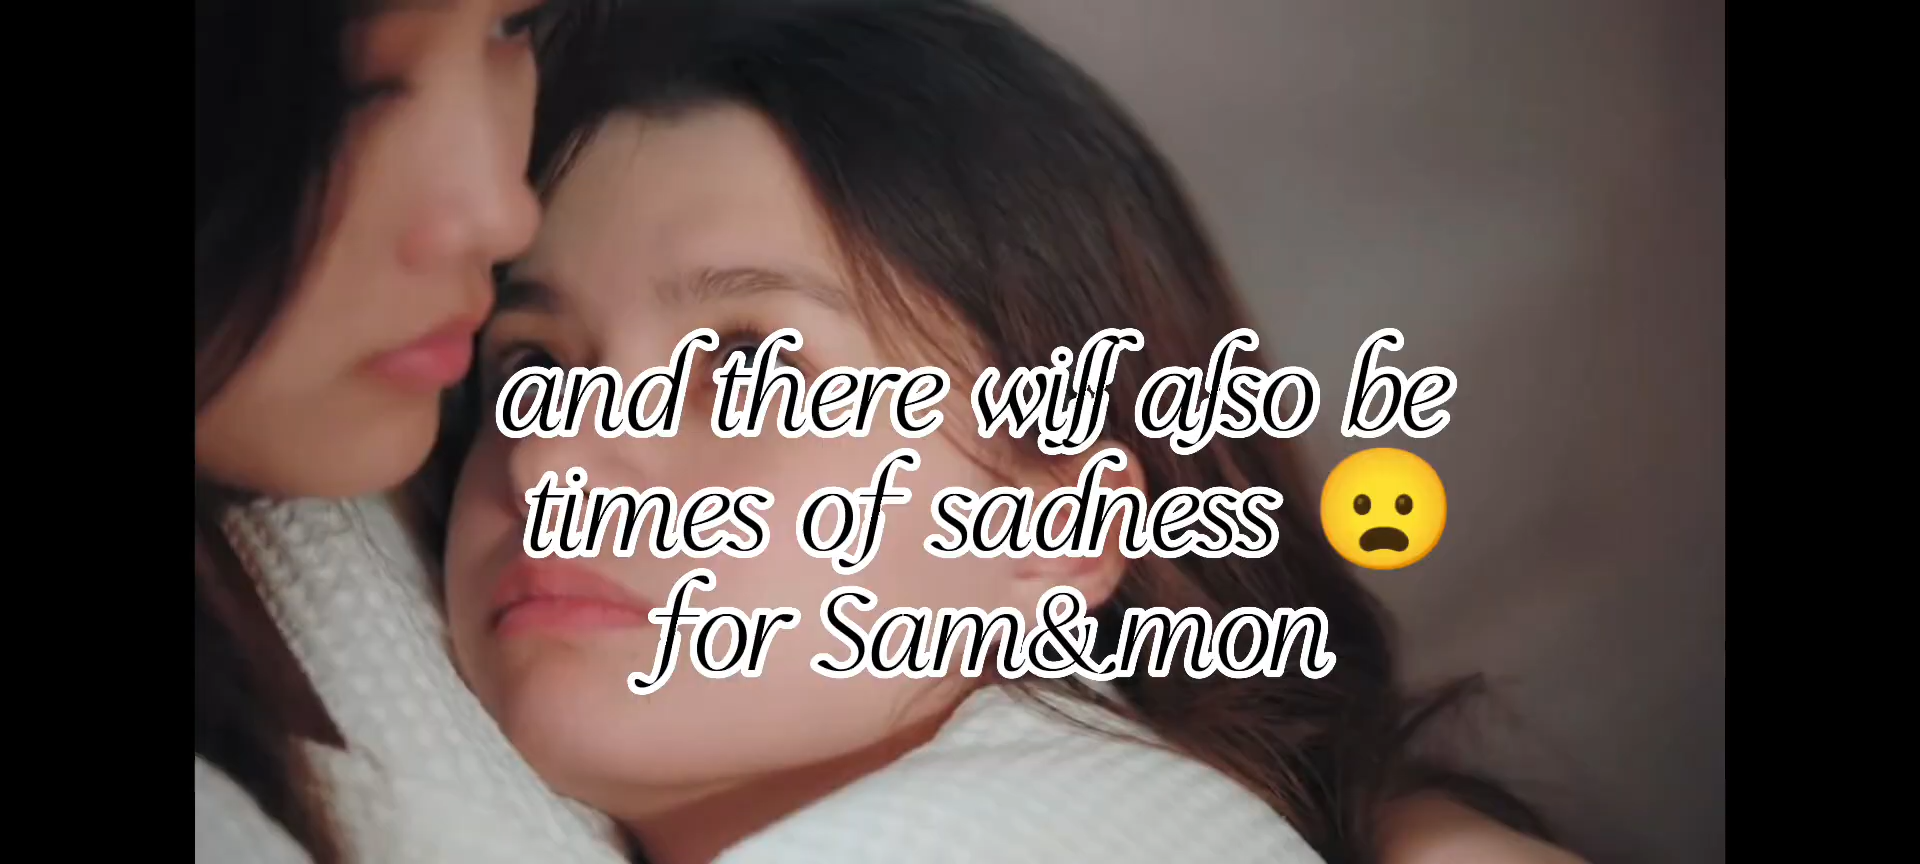 and there will also be
times of sadness 😦
for Sam&mon